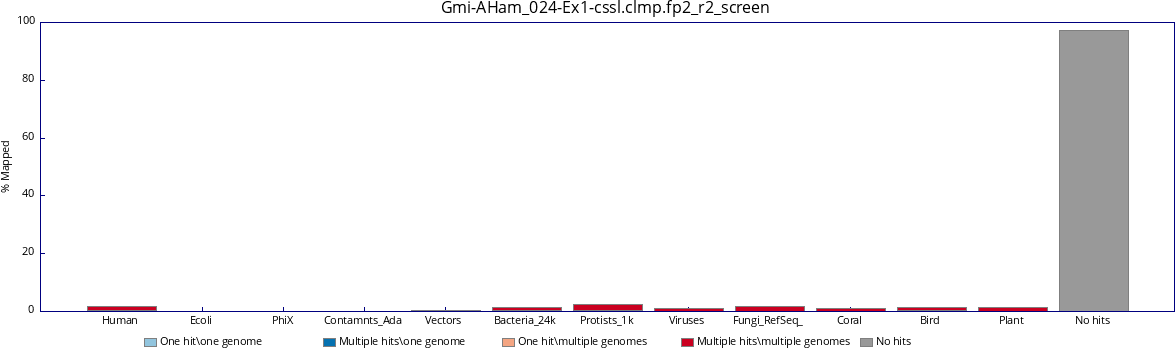 Gmi-AHam_024-Ex1-cssl.clmp.fp2_r2_screen
100
80
60
40
20
0
% Mapped
Human Ecoli PhiX Contamnts_Ada Vectors Bacteria_24k Protists_1k Viruses Fungi_RefSeq_ Coral Bird Plant No hits
One hit\one genome Multiple hits\one genome One hit\multiple genomes Multiple hits\multiple genomes No hits